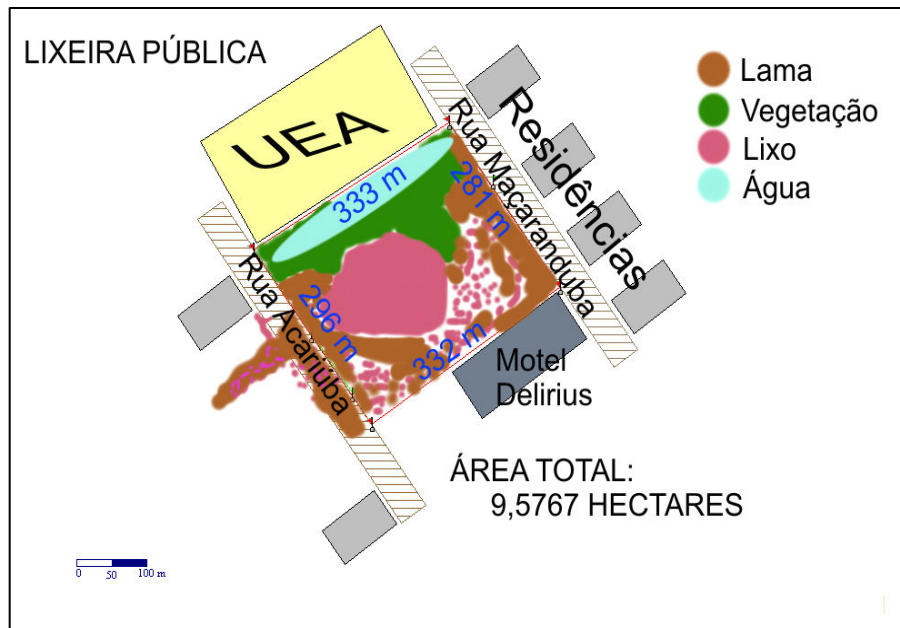 LIXEIRA PÚBLICA
UEA
Rua Maçaranduba
Residências
Lama
Vegetação
Lixo
Água
333 m
281 m
Rua Acariúba
296 m
332 m
Motel
Delirius
ÁREA TOTAL:
9,5767 HECTARES
0 50 100 m